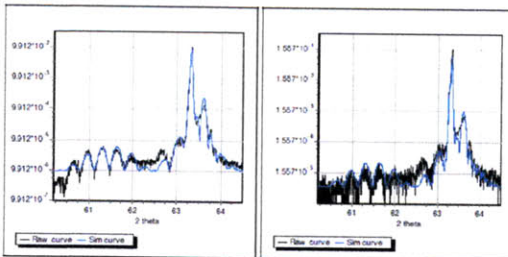 9.912*10⁻²
9.912*10⁻³
9.912*10⁻⁴
9.912*10⁻⁵
9.912*10⁻⁶
9.912*10⁻⁷
61 62 63 64
2 theta
Raw curve Sim curve
1.557*10⁻¹
1.557*10⁻²
1.557*10⁻³
1.557*10⁻⁴
1.557*10⁻⁵
61 62 63 64
2 theta
Raw curve Sim curve